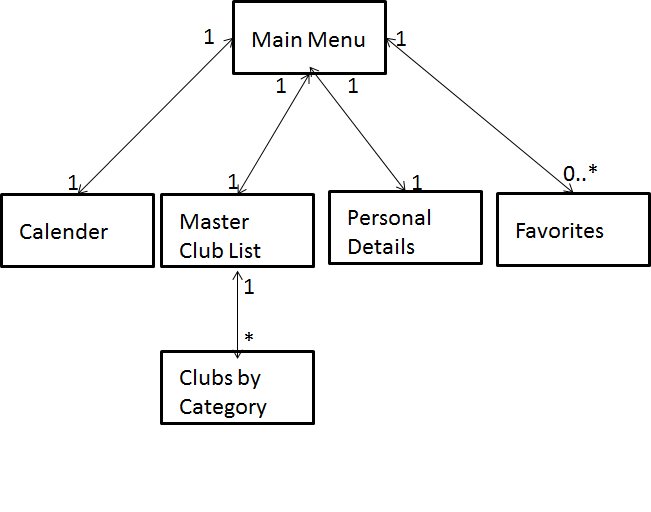 Main Menu
1
1
1
1
1
1
1
0..*
Calender
Master
Club List
Personal
Details
Favorites
1
*
Clubs by
Category